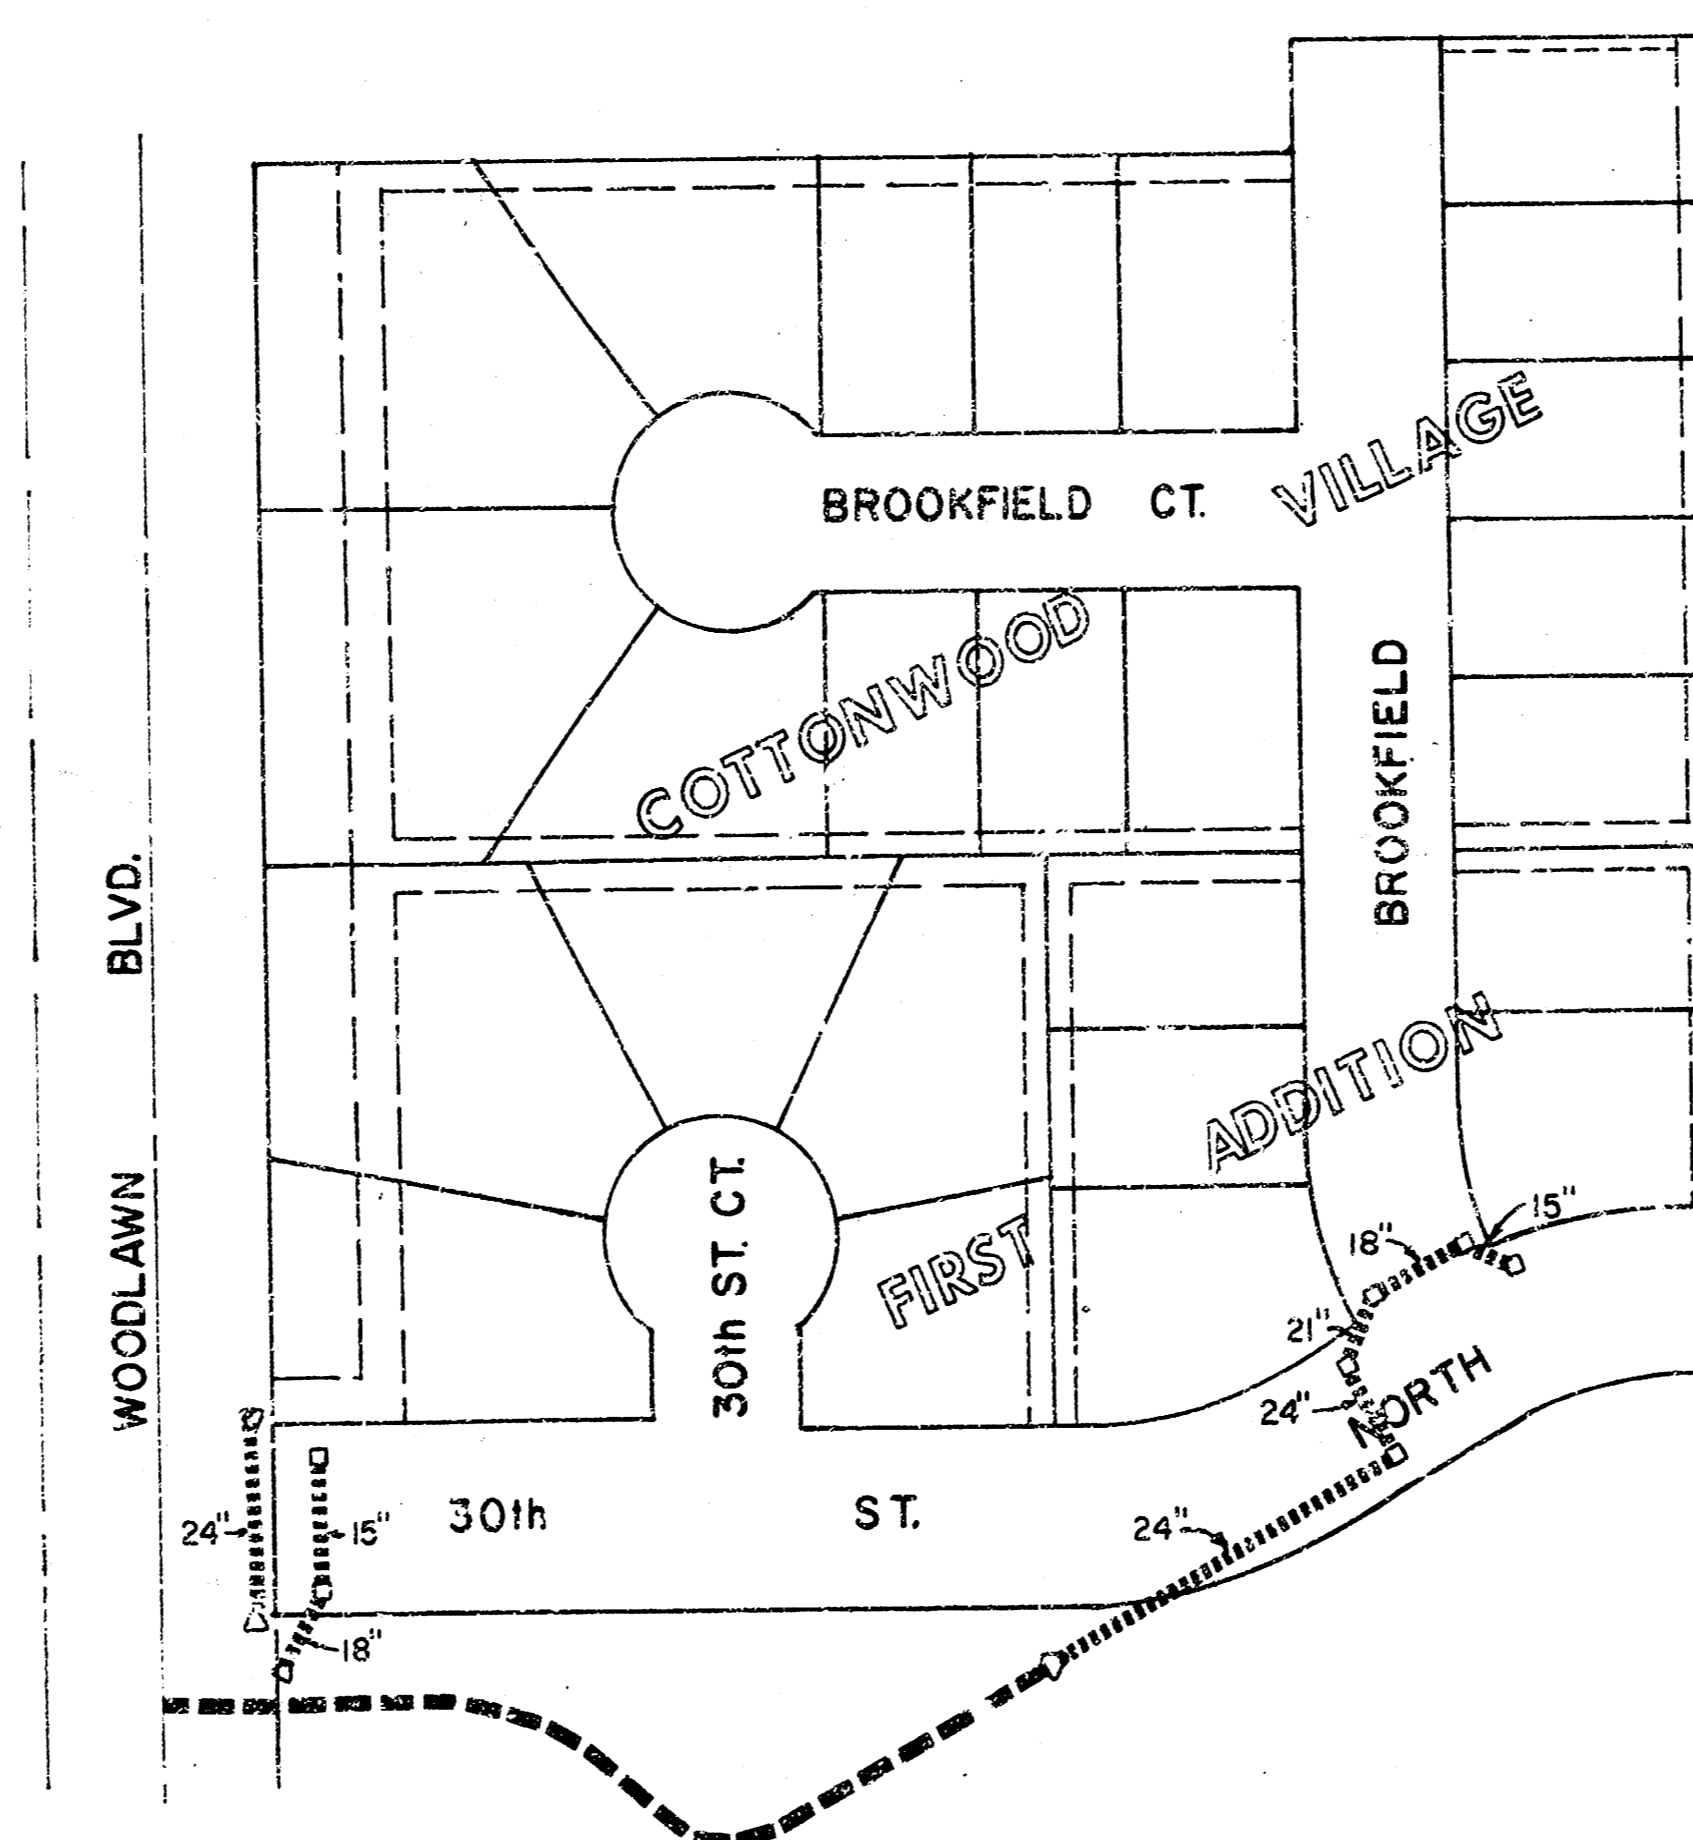 BROOKFIELD CT.
BROOKFIELD
COTTONWOOD VILLAGE
FIRST ADDITION
WOODLAWN BLVD.
30th ST. CT.
30th ST. NORTH
15"
18"
21"
24"
24"
24"
15"
18"